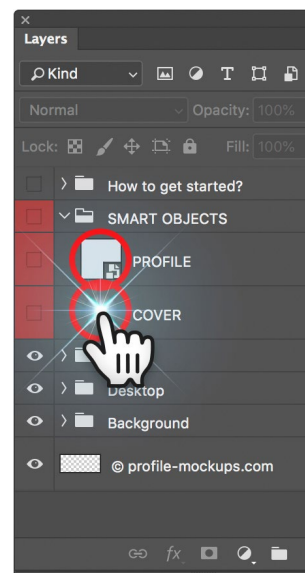 Layers
Kind
T
Normal
Opacity: 100%
Lock:
Fill: 100%
How to get started?
SMART OBJECTS
PROFILE
COVER
Desktop
Background
© profile-mockups.com
fx